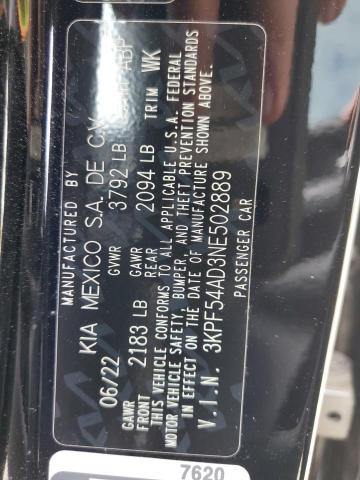 MANUFACTURED BY
KIA MEXICO S.A. DE C.V.
06/22 GVWR 3792 LB ABP
GAWR FRONT 2183 LB GAWR REAR 2094 LB TRIM WK
THIS VEHICLE CONFORMS TO ALL APPLICABLE U.S.A. FEDERAL
MOTOR VEHICLE SAFETY, BUMPER, AND THEFT PREVENTION STANDARDS
IN EFFECT ON THE DATE OF MANUFACTURE SHOWN ABOVE.
V.I.N. 3KPF54AD3NE502889
PASSENGER CAR
7620